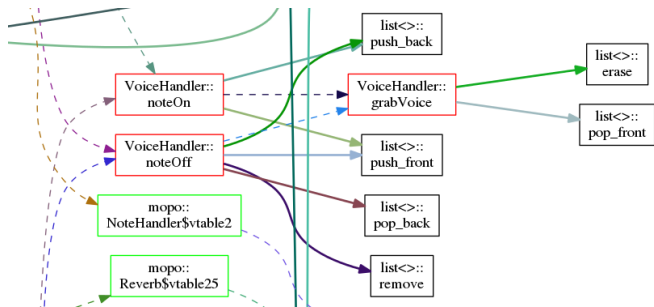 list<>::
push_back
VoiceHandler::
noteOn
VoiceHandler::
grabVoice
list<>::
erase
list<>::
pop_front
VoiceHandler::
noteOff
list<>::
push_front
mopo::
NoteHandler$vtable2
list<>::
pop_back
mopo::
Reverb$vtable25
list<>::
remove